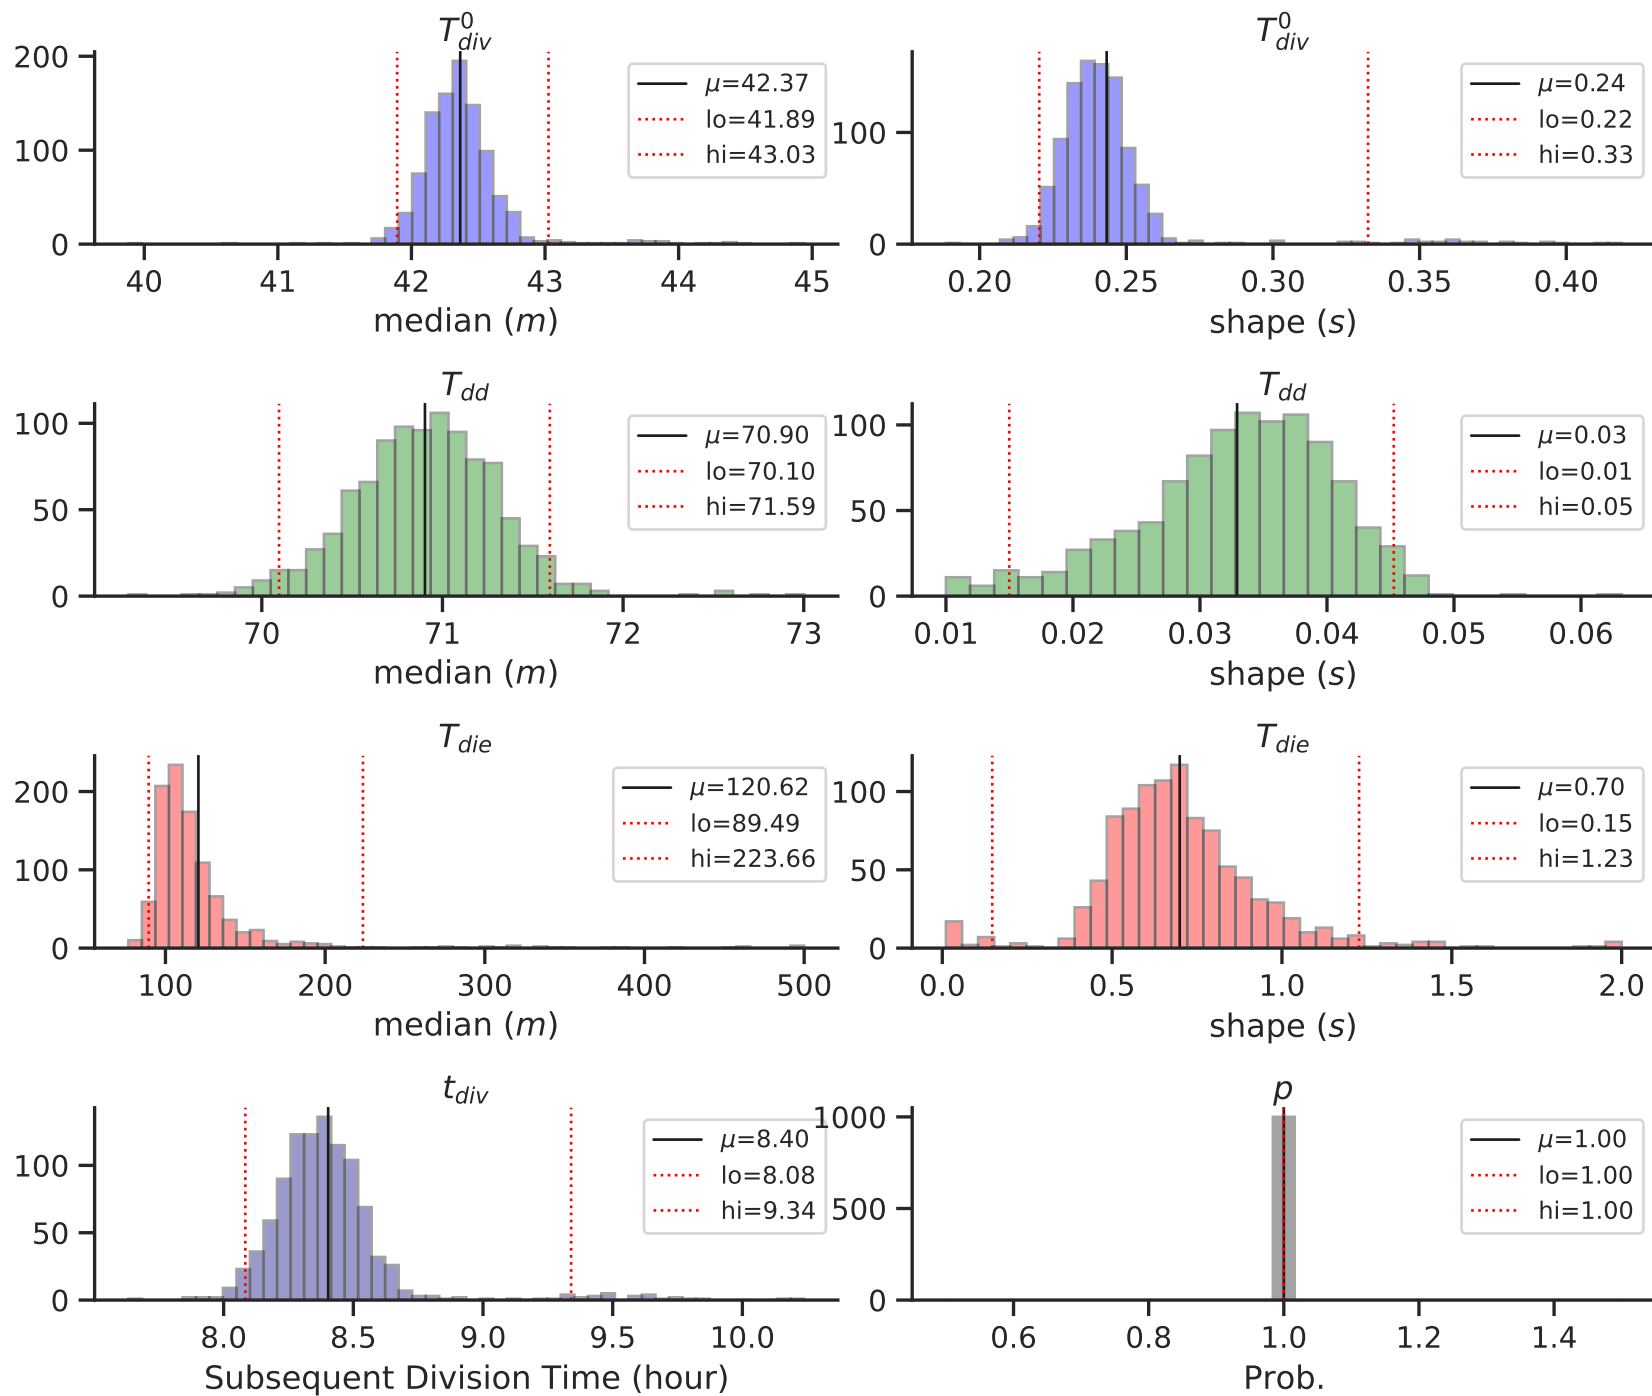 T⁰div
200
100
0
μ=42.37
lo=41.89
hi=43.03
40 41 42 43 44 45
median (m)
T⁰div
100
0
μ=0.24
lo=0.22
hi=0.33
0.20 0.25 0.30 0.35 0.40
shape (s)
Tdd
100
50
0
μ=70.90
lo=70.10
hi=71.59
70 71 72 73
median (m)
Tdd
100
50
0
μ=0.03
lo=0.01
hi=0.05
0.01 0.02 0.03 0.04 0.05 0.06
shape (s)
Tdie
200
100
0
μ=120.62
lo=89.49
hi=223.66
100 200 300 400 500
median (m)
Tdie
100
50
0
μ=0.70
lo=0.15
hi=1.23
0.0 0.5 1.0 1.5 2.0
shape (s)
tdiv
100
50
0
μ=8.40
lo=8.08
hi=9.34
8.0 8.5 9.0 9.5 10.0
Subsequent Division Time (hour)
p
1000
500
0
μ=1.00
lo=1.00
hi=1.00
0.6 0.8 1.0 1.2 1.4
Prob.